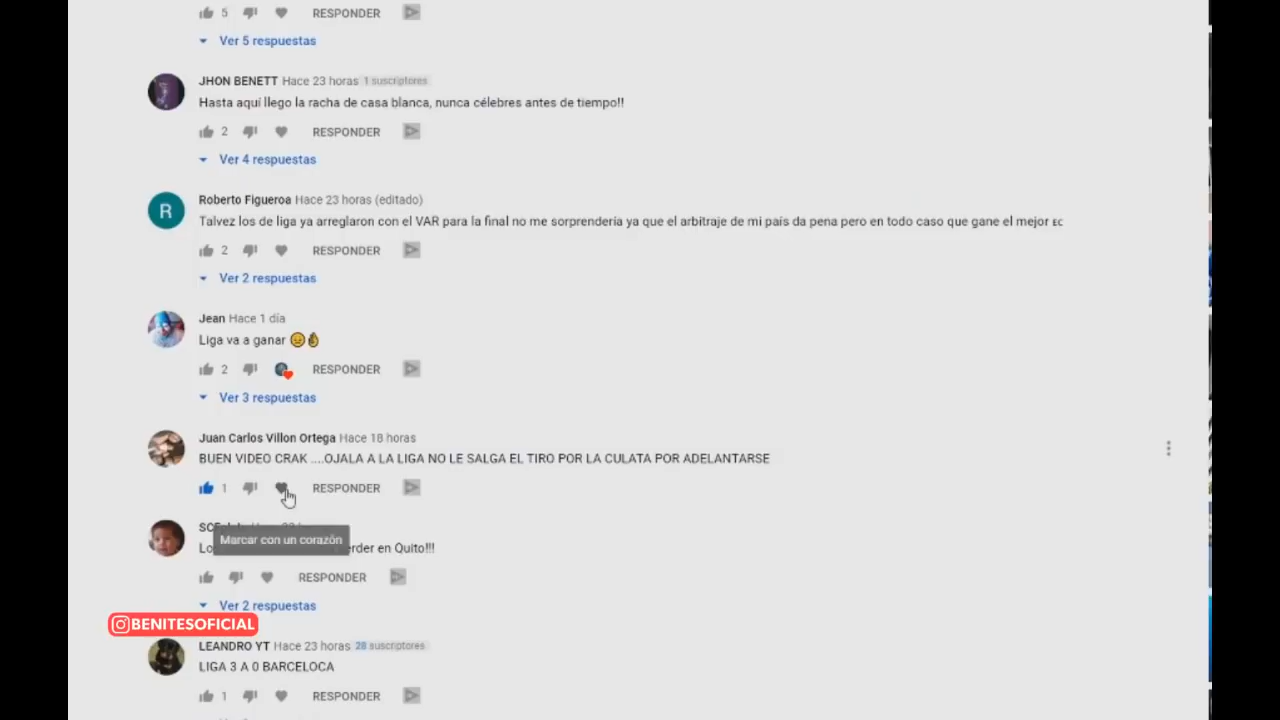 5 RESPONDER
Ver 5 respuestas
JHON BENETT Hace 23 horas 1 suscriptores
Hasta aquí llego la racha de casa blanca, nunca célebres antes de tiempo!!
2 RESPONDER
Ver 4 respuestas
R
Roberto Figueroa Hace 23 horas (editado)
Talvez los de liga ya arreglaron con el VAR para la final no me sorprendería ya que el arbitraje de mi país da pena pero en todo caso que gane el mejor ᴇᴄ
2 RESPONDER
Ver 2 respuestas
Jean Hace 1 día
Liga va a ganar 😔👌
2 RESPONDER
Ver 3 respuestas
Juan Carlos Villon Ortega Hace 18 horas
BUEN VIDEO CRAK ....OJALA A LA LIGA NO LE SALGA EL TIRO POR LA CULATA POR ADELANTARSE
1 RESPONDER
Marcar con un corazón
en Quito!!!
RESPONDER
Ver 2 respuestas
BENITESOFICIAL
LEANDRO YT Hace 23 horas 28 suscriptores
LIGA 3 A 0 BARCELOCA
1 RESPONDER